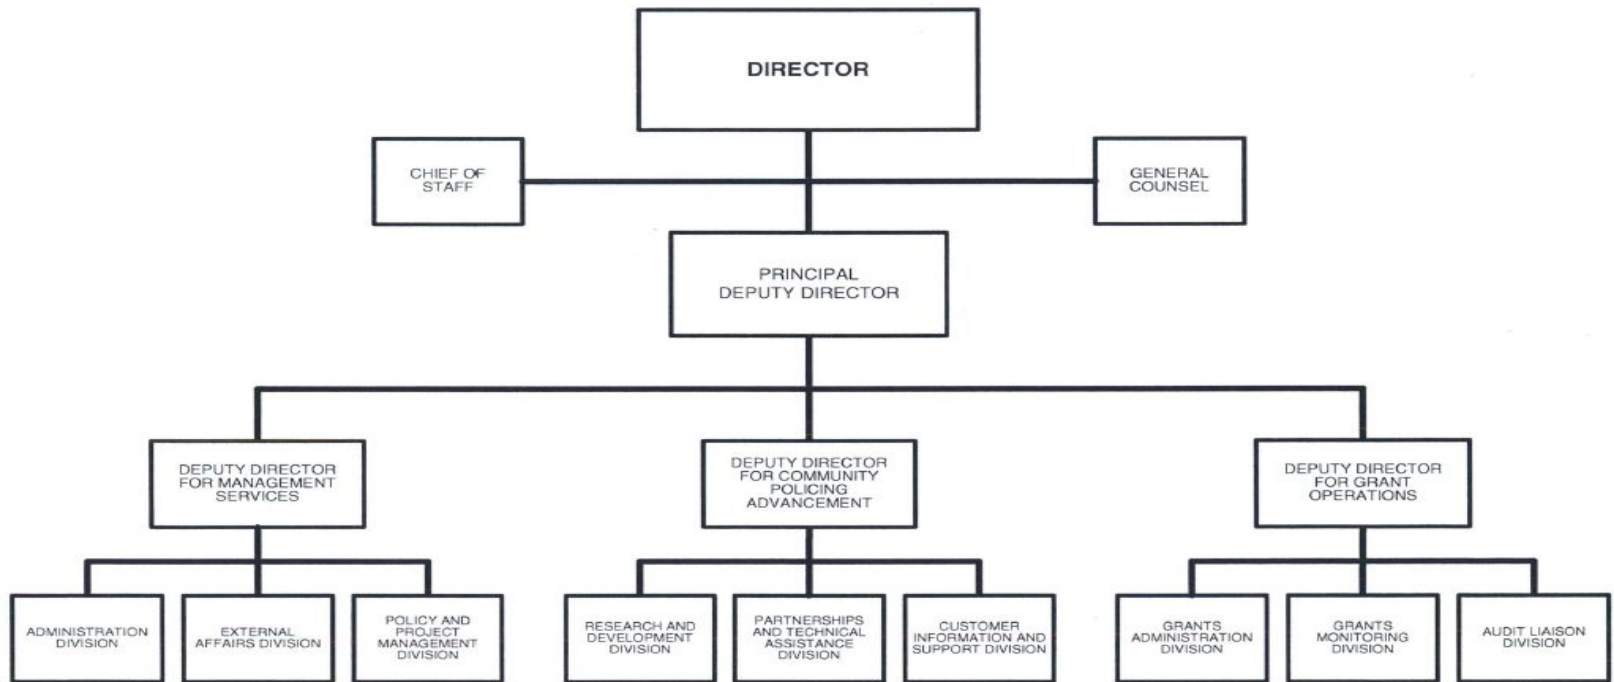 DIRECTOR
CHIEF OF
STAFF
GENERAL
COUNSEL
PRINCIPAL
DEPUTY DIRECTOR
DEPUTY DIRECTOR
FOR MANAGEMENT
SERVICES
DEPUTY DIRECTOR
FOR COMMUNITY
POLICING
ADVANCEMENT
DEPUTY DIRECTOR
FOR GRANT
OPERATIONS
ADMINISTRATION
DIVISION
EXTERNAL
AFFAIRS DIVISION
POLICY AND
PROJECT
MANAGEMENT
DIVISION
RESEARCH AND
DEVELOPMENT
DIVISION
PARTNERSHIPS
AND TECHNICAL
ASSISTANCE
DIVISION
CUSTOMER
INFORMATION AND
SUPPORT DIVISION
GRANTS
ADMINISTRATION
DIVISION
GRANTS
MONITORING
DIVISION
AUDIT LIAISON
DIVISION